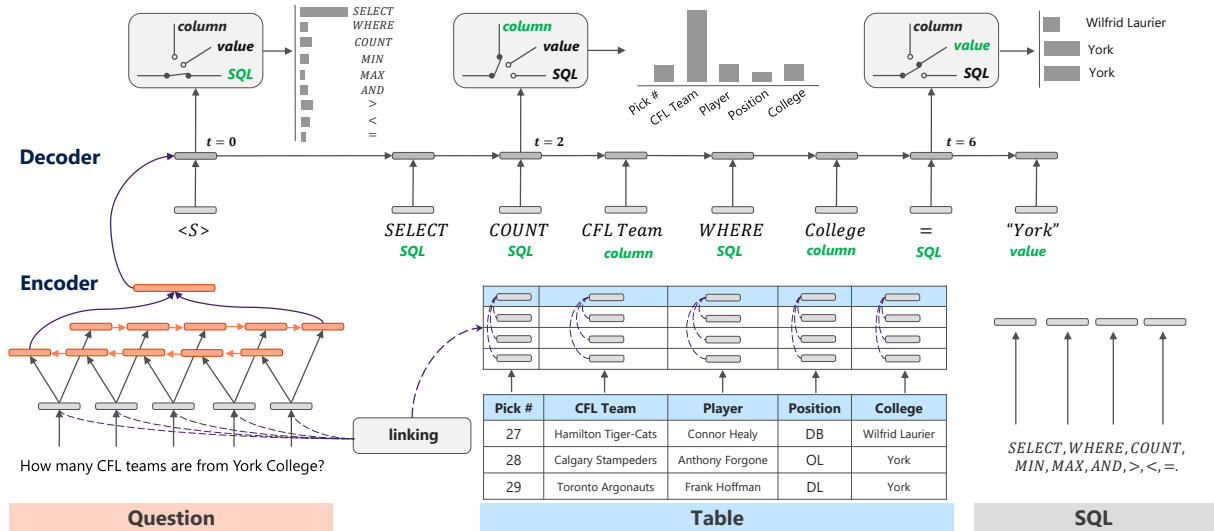 column
value
SQL
SELECT
WHERE
COUNT
MIN
MAX
AND
>
<
=
column
value
SQL
Pick #
CFL Team
Player
Position
College
column
value
SQL
Wilfrid Laurier
York
York
t = 0
t = 2
t = 6
Decoder
<S>
SELECT
COUNT
CFL Team
WHERE
College
=
“York”
SQL
SQL
column
SQL
column
SQL
value
Encoder
linking
Pick # CFL Team Player Position College
27 Hamilton Tiger-Cats Connor Healy DB Wilfrid Laurier
28 Calgary Stampeders Anthony Forgone OL York
29 Toronto Argonauts Frank Hoffman DL York
How many CFL teams are from York College?
SELECT, WHERE, COUNT,
MIN, MAX, AND, >, <, =.
Question
Table
SQL